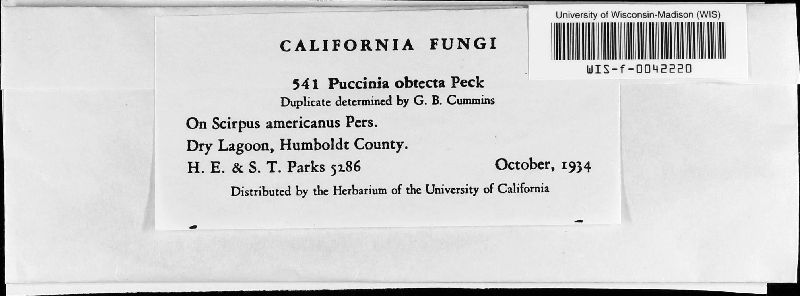 University of Wisconsin-Madison (WIS)
WIS-f-0042220
CALIFORNIA FUNGI
541 Puccinia obtecta Peck
Duplicate determined by G. B. Cummins
On Scirpus americanus Pers.
Dry Lagoon, Humboldt County.
H. E. & S. T. Parks 5286 October, 1934
Distributed by the Herbarium of the University of California